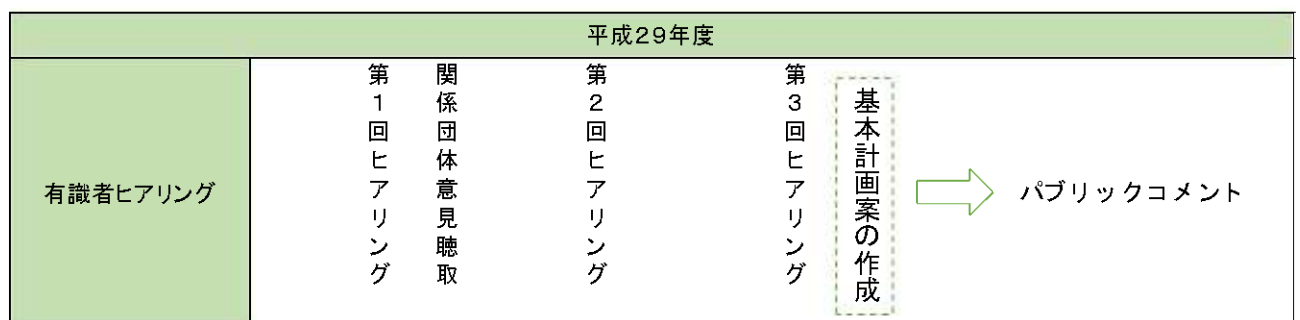 平成29年度
有識者ヒアリング
第1回ヒアリング
関係団体意見聴取
第2回ヒアリング
第3回ヒアリング
基本計画案の作成
パブリックコメント